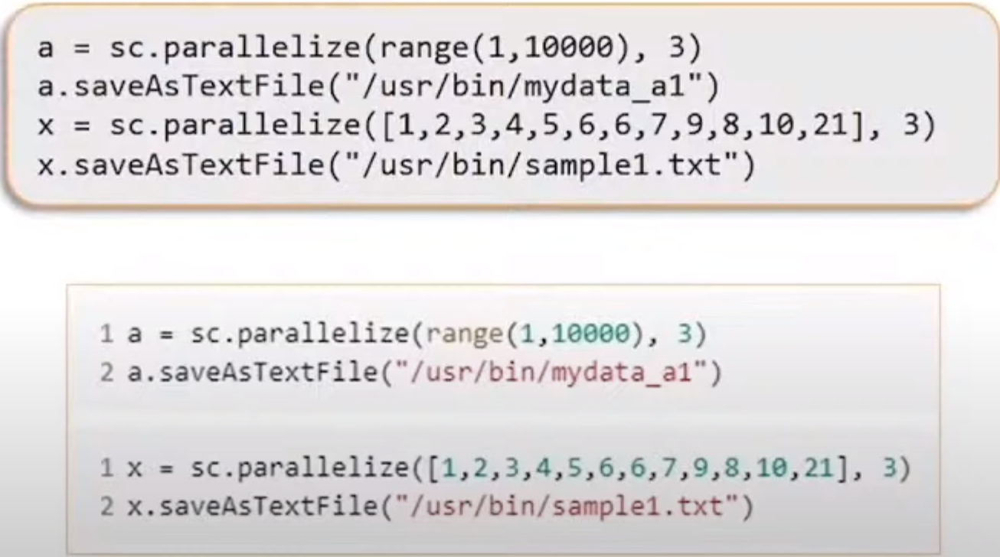 a = sc.parallelize(range(1,10000), 3)
a.saveAsTextFile("/usr/bin/mydata_a1")
x = sc.parallelize([1,2,3,4,5,6,6,7,9,8,10,21], 3)
x.saveAsTextFile("/usr/bin/sample1.txt")
1 a = sc.parallelize(range(1,10000), 3)
2 a.saveAsTextFile("/usr/bin/mydata_a1")
1 x = sc.parallelize([1,2,3,4,5,6,6,7,9,8,10,21], 3)
2 x.saveAsTextFile("/usr/bin/sample1.txt")